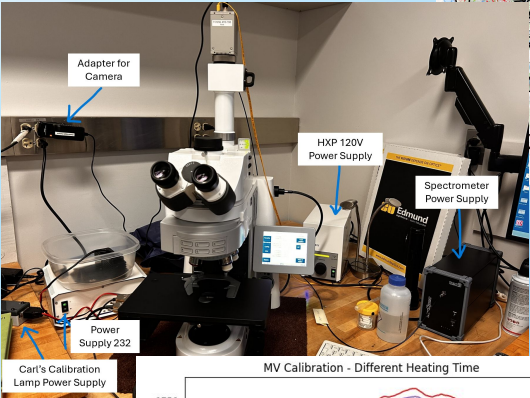 Adapter for
Camera
HXP 120V
Power Supply
Spectrometer
Power Supply
Edmund
Power
Supply 232
Carl's Calibration
Lamp Power Supply
MV Calibration - Different Heating Time